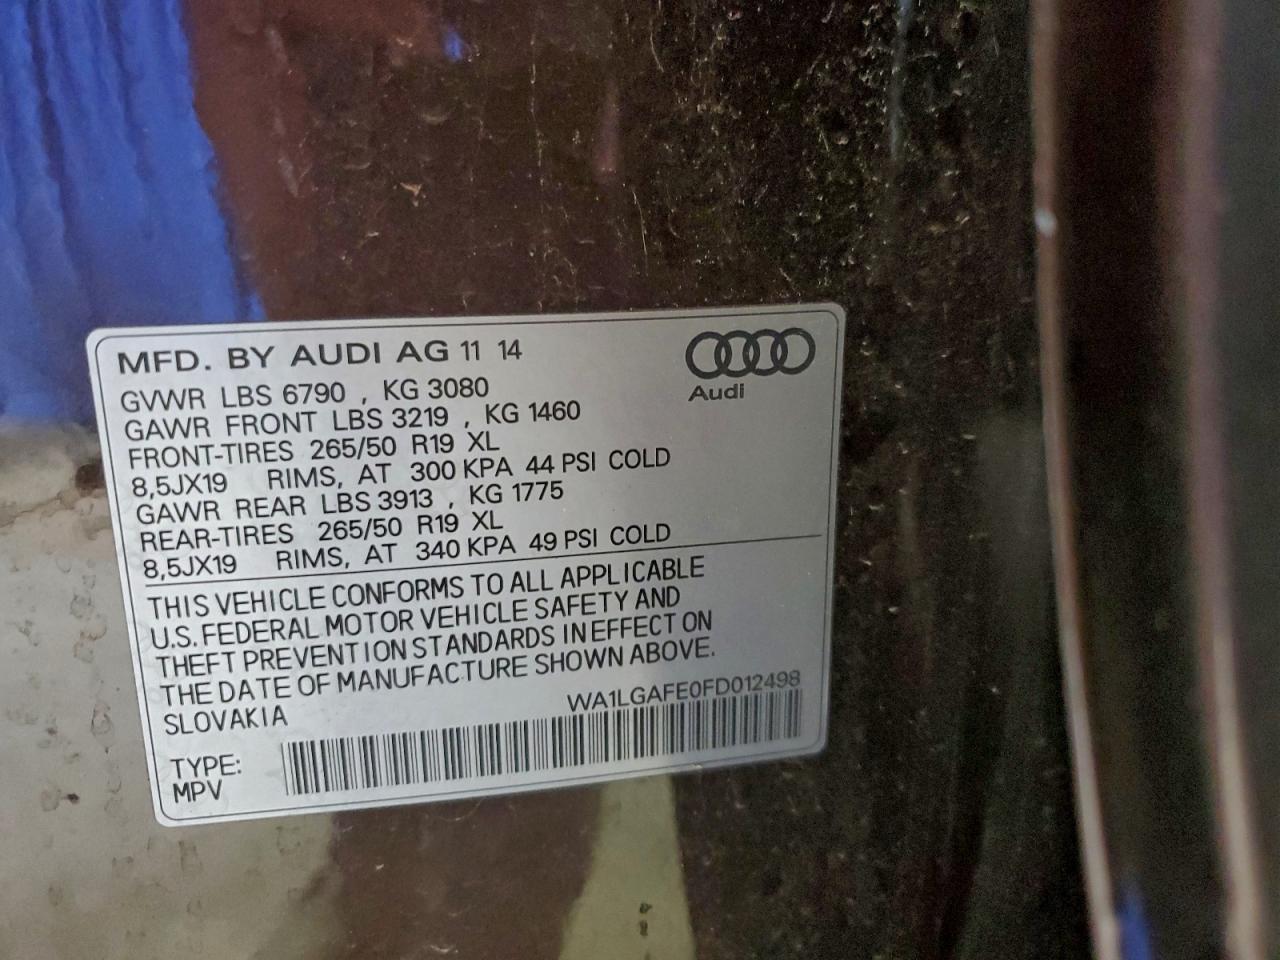 MFD. BY AUDI AG 11 14
Audi
GVWR LBS 6790 , KG 3080
GAWR FRONT LBS 3219 , KG 1460
FRONT-TIRES 265/50 R19 XL
8,5JX19 RIMS, AT 300 KPA 44 PSI COLD
GAWR REAR LBS 3913 , KG 1775
REAR-TIRES 265/50 R19 XL
8,5JX19 RIMS, AT 340 KPA 49 PSI COLD
THIS VEHICLE CONFORMS TO ALL APPLICABLE
U.S. FEDERAL MOTOR VEHICLE SAFETY AND
THEFT PREVENTION STANDARDS IN EFFECT ON
THE DATE OF MANUFACTURE SHOWN ABOVE.
SLOVAKIA WA1LGAFE0FD012498
TYPE:
MPV